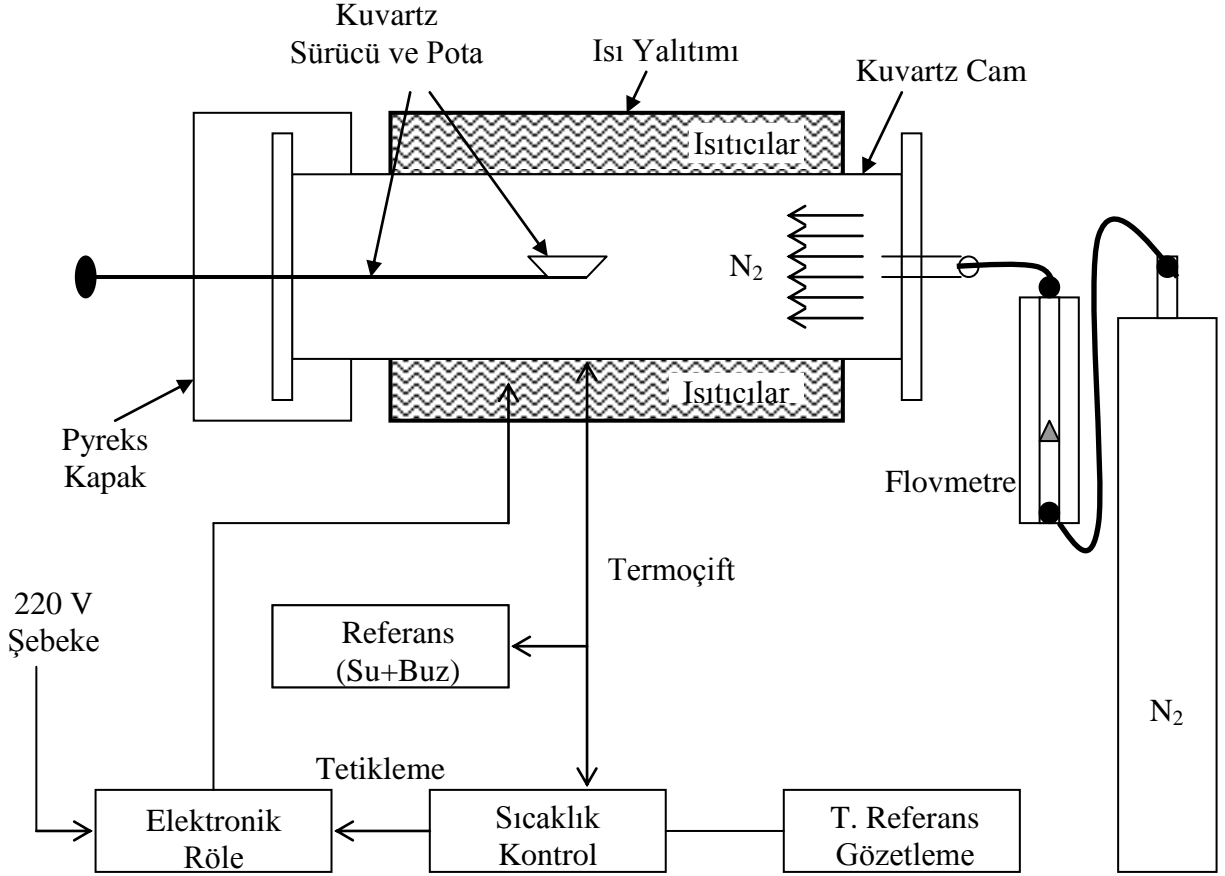 Kuvartz
Sürücü ve Pota
Isı Yalıtımı
Kuvartz Cam
Isıtıcılar
N₂
Isıtıcılar
Pyreks
Kapak
Flovmetre
Termoçift
220 V
Şebeke
Referans
(Su+Buz)
N₂
Tetikleme
Elektronik
Röle
Sıcaklık
Kontrol
T. Referans
Gözetleme